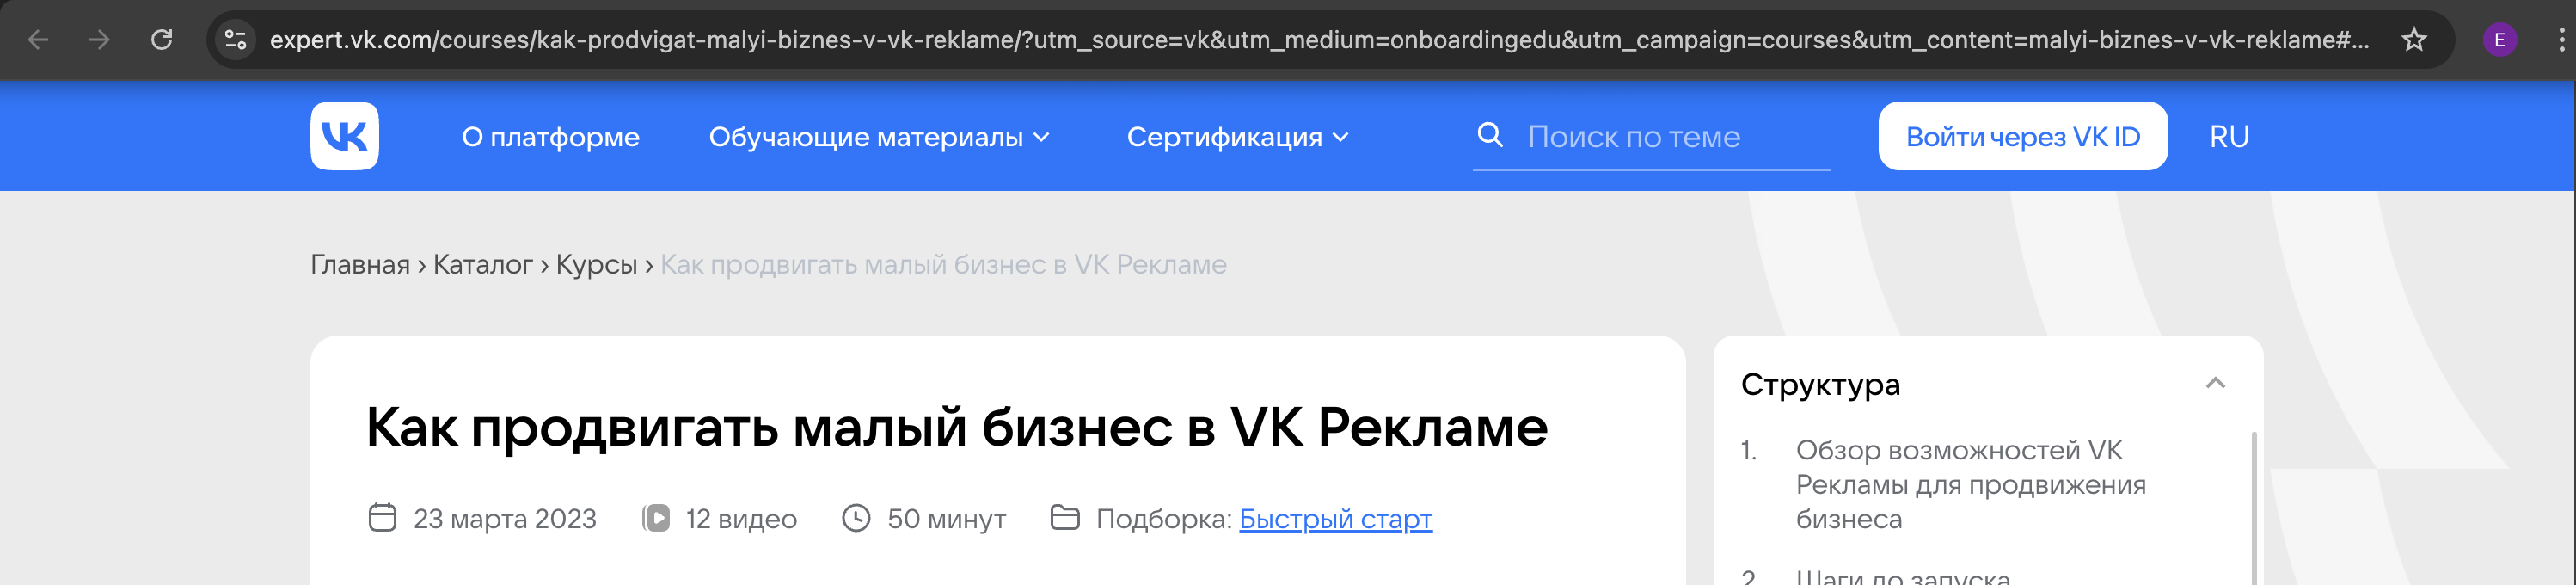 expert.vk.com/courses/kak-prodvigat-malyi-biznes-v-vk-reklame/?utm_source=vk&utm_medium=onboardingedu&utm_campaign=courses&utm_content=malyi-biznes-v-vk-reklame#...
E
VK
О платформе
Обучающие материалы
Сертификация
Поиск по теме
Войти через VK ID
RU
Главная › Каталог › Курсы › Как продвигать малый бизнес в VK Рекламе
Как продвигать малый бизнес в VK Рекламе
23 марта 2023
12 видео
50 минут
Подборка: Быстрый старт
Структура
1. Обзор возможностей VK
Рекламы для продвижения
бизнеса
2. Шаги до запуска